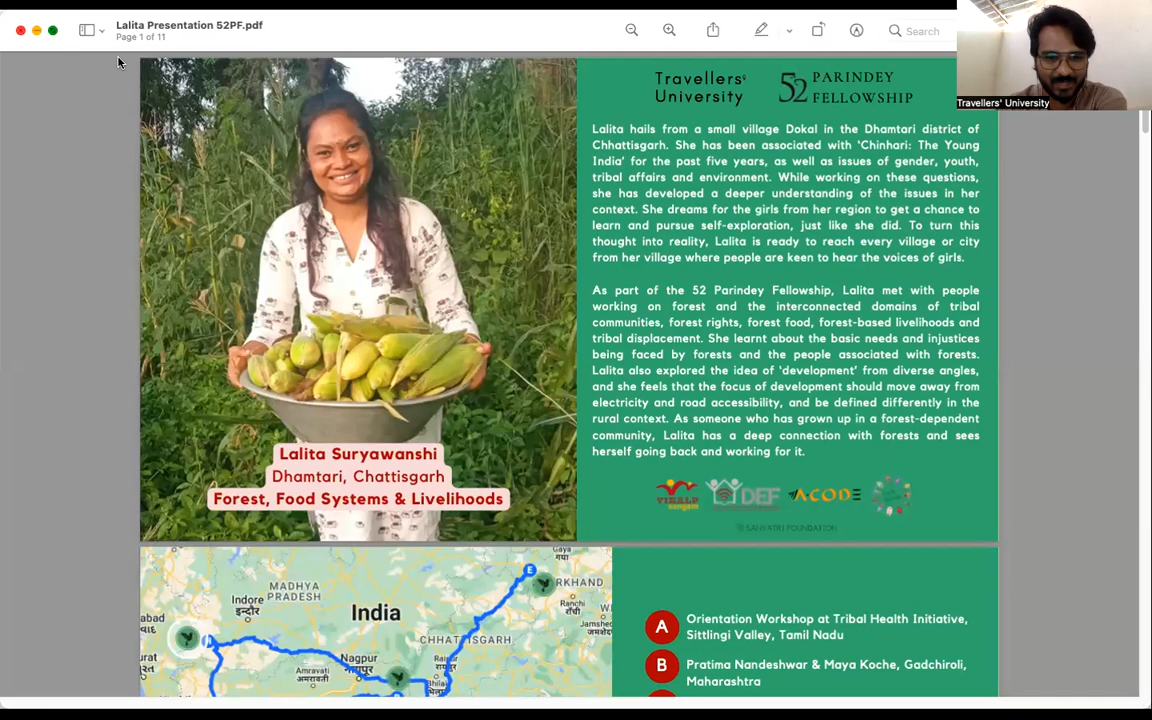 Lalita Presentation 52PF.pdf
Page 1 of 11
Search
Travellers' University
Travellers'
University
52 PARINDEY
FELLOWSHIP
Lalita hails from a small village Dokal in the Dhamtari district of
Chhattisgarh. She has been associated with 'Chinhari: The Young
India' for the past five years, as well as issues of gender, youth,
tribal affairs and environment. While working on these questions,
she has developed a deeper understanding of the issues in her
context. She dreams for the girls from her region to get a chance to
learn and pursue self-exploration, just like she did. To turn this
thought into reality, Lalita is ready to reach every village or city
from her village where people are keen to hear the voices of girls.
As part of the 52 Parindey Fellowship, Lalita met with people
working on forest and the interconnected domains of tribal
communities, forest rights, forest food, forest-based livelihoods and
tribal displacement. She learnt about the basic needs and injustices
being faced by forests and the people associated with forests.
Lalita also explored the idea of 'development' from diverse angles,
and she feels that the focus of development should move away from
electricity and road accessibility, and be defined differently in the
rural context. As someone who has grown up in a forest-dependent
community, Lalita has a deep connection with forests and sees
herself going back and working for it.
Lalita Suryawanshi
Dhamtari, Chattisgarh
Forest, Food Systems & Livelihoods
VIKALP
sangam
DEF
ACODE
SAHYATRI FOUNDATION
Gaya
गया
E
RKHAND
MADHYA
PRADESH
Indore
इन्दौर
India
Ranchi
राँची
Jamshe
CHHATTISGARH
Nagpur
नागपुर
Amravati
अमरावती
A
Orientation Workshop at Tribal Health Initiative,
Sittlingi Valley, Tamil Nadu
B
Pratima Nandeshwar & Maya Koche, Gadchiroli,
Maharashtra